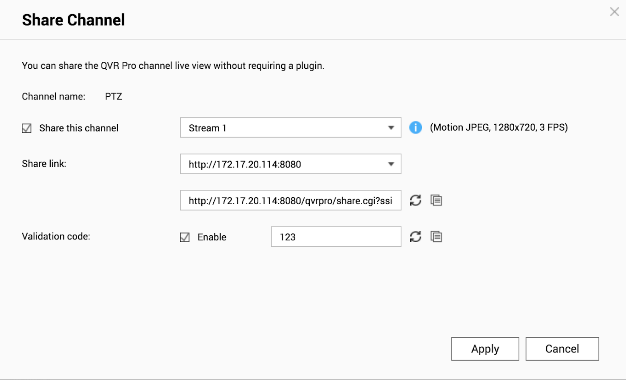 Share Channel
You can share the QVR Pro channel live view without requiring a plugin.
Channel name: PTZ
Share this channel Stream 1 (Motion JPEG, 1280x720, 3 FPS)
Share link: http://172.17.20.114:8080
http://172.17.20.114:8080/qvrpro/share.cgi?ssi
Validation code: Enable 123
Apply Cancel